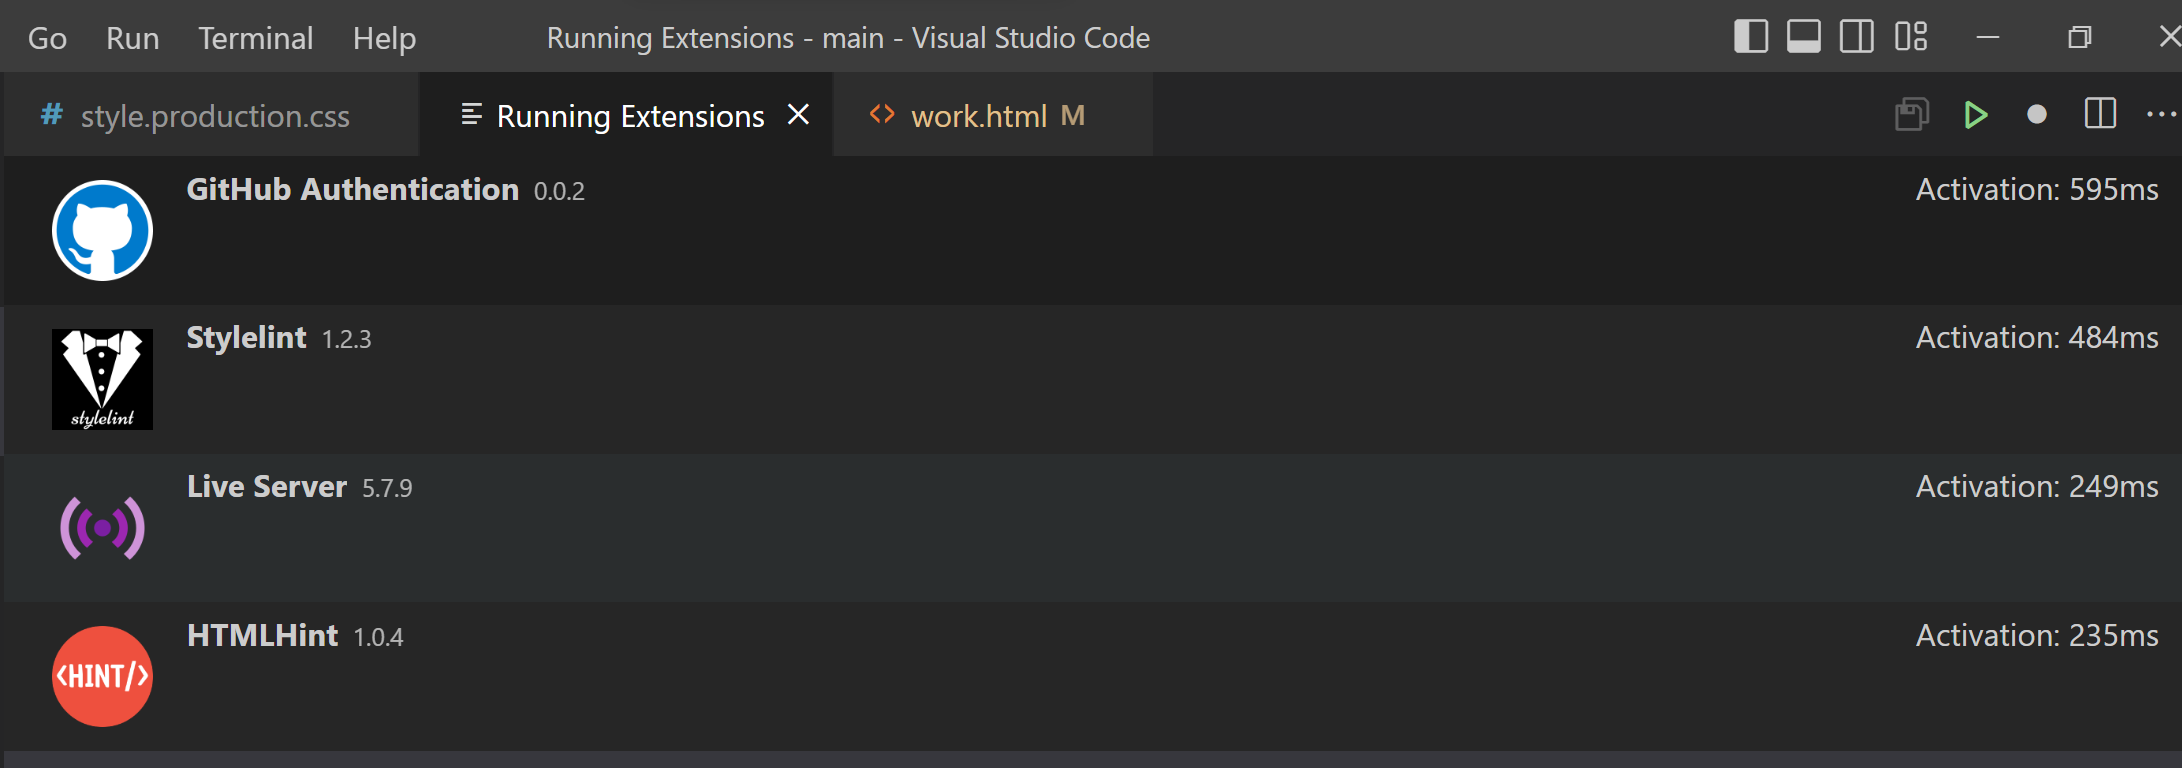 Go Run Terminal Help Running Extensions - main - Visual Studio Code
# style.production.css Running Extensions work.html M
GitHub Authentication 0.0.2 Activation: 595ms
Stylelint 1.2.3 Activation: 484ms
stylelint
Live Server 5.7.9 Activation: 249ms
HTMLHint 1.0.4 Activation: 235ms
<HINT/>